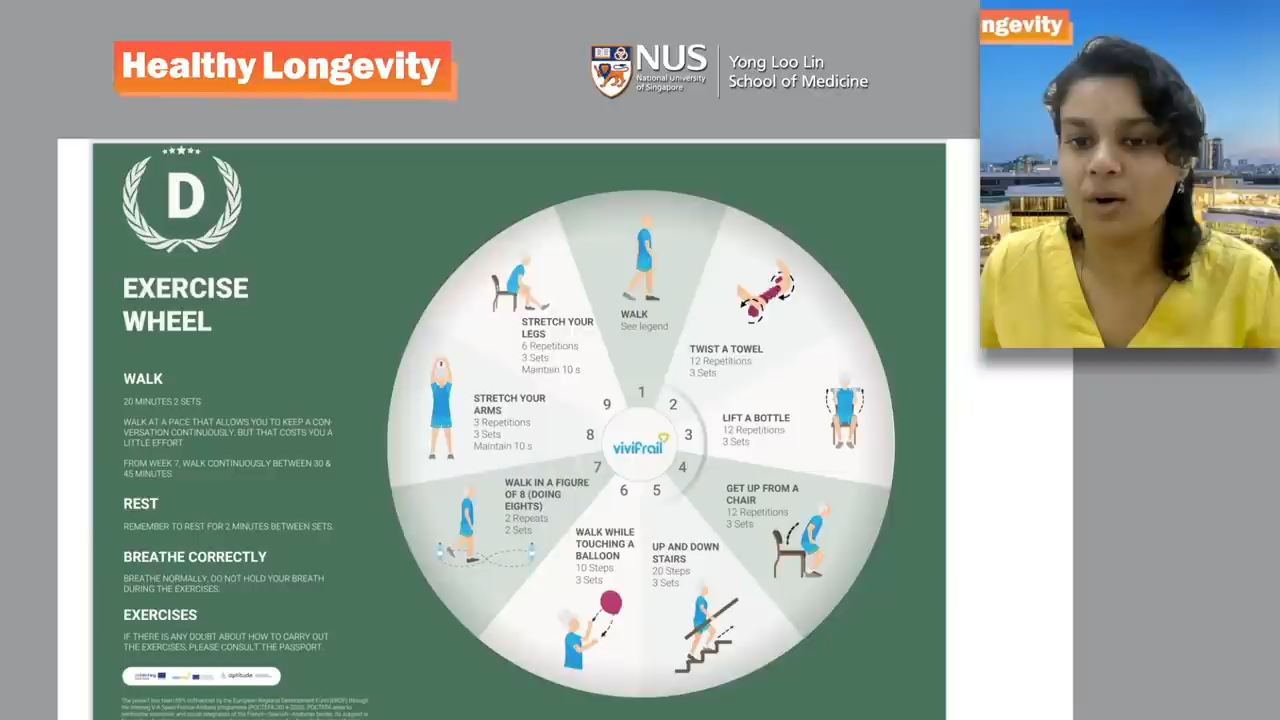 Healthy Longevity
NUS
National University
of Singapore
Yong Loo Lin
School of Medicine
ngevity
D
EXERCISE
WHEEL
WALK
20 MINUTES 2 SETS
WALK AT A PACE THAT ALLOWS YOU TO KEEP A CON-
VERSATION CONTINUOUSLY, BUT THAT COSTS YOU A
LITTLE EFFORT
FROM WEEK 7, WALK CONTINUOUSLY BETWEEN 30 &
45 MINUTES
REST
REMEMBER TO REST FOR 2 MINUTES BETWEEN SETS.
BREATHE CORRECTLY
BREATHE NORMALLY, DO NOT HOLD YOUR BREATH
DURING THE EXERCISES.
EXERCISES
IF THERE IS ANY DOUBT ABOUT HOW TO CARRY OUT
THE EXERCISES, PLEASE CONSULT THE PASSPORT.
aptitude
WALK
See legend
1
TWIST A TOWEL
12 Repetitions
3 Sets
2
LIFT A BOTTLE
12 Repetitions
3 Sets
3
GET UP FROM A
CHAIR
12 Repetitions
3 Sets
4
UP AND DOWN
STAIRS
20 Steps
3 Sets
5
WALK WHILE
TOUCHING A
BALLOON
10 Steps
3 Sets
6
WALK IN A FIGURE
OF 8 (DOING
EIGHTS)
2 Repeats
2 Sets
7
STRETCH YOUR
ARMS
3 Repetitions
3 Sets
Maintain 10 s
8
STRETCH YOUR
LEGS
6 Repetitions
3 Sets
Maintain 10 s
9
vivifrail